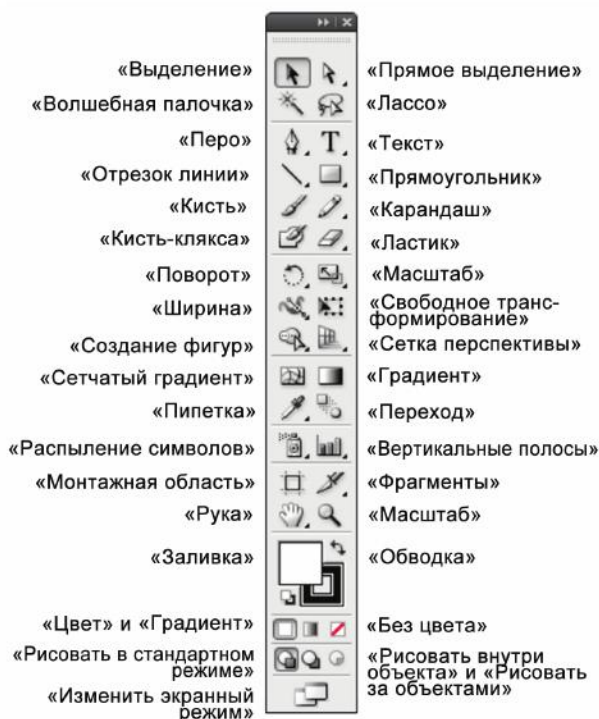 «Выделение» «Прямое выделение»
«Волшебная палочка» «Лассо»
«Перо» «Текст»
«Отрезок линии» «Прямоугольник»
«Кисть» «Карандаш»
«Кисть-клякса» «Ластик»
«Поворот» «Масштаб»
«Ширина» «Свободное транс-
формирование»
«Создание фигур» «Сетка перспективы»
«Сетчатый градиент» «Градиент»
«Пипетка» «Переход»
«Распыление символов» «Вертикальные полосы»
«Монтажная область» «Фрагменты»
«Рука» «Масштаб»
«Заливка» «Обводка»
«Цвет» и «Градиент» «Без цвета»
«Рисовать в стандартном
режиме»
«Рисовать внутри
объекта» и «Рисовать
за объектами»
«Изменить экранный
режим»